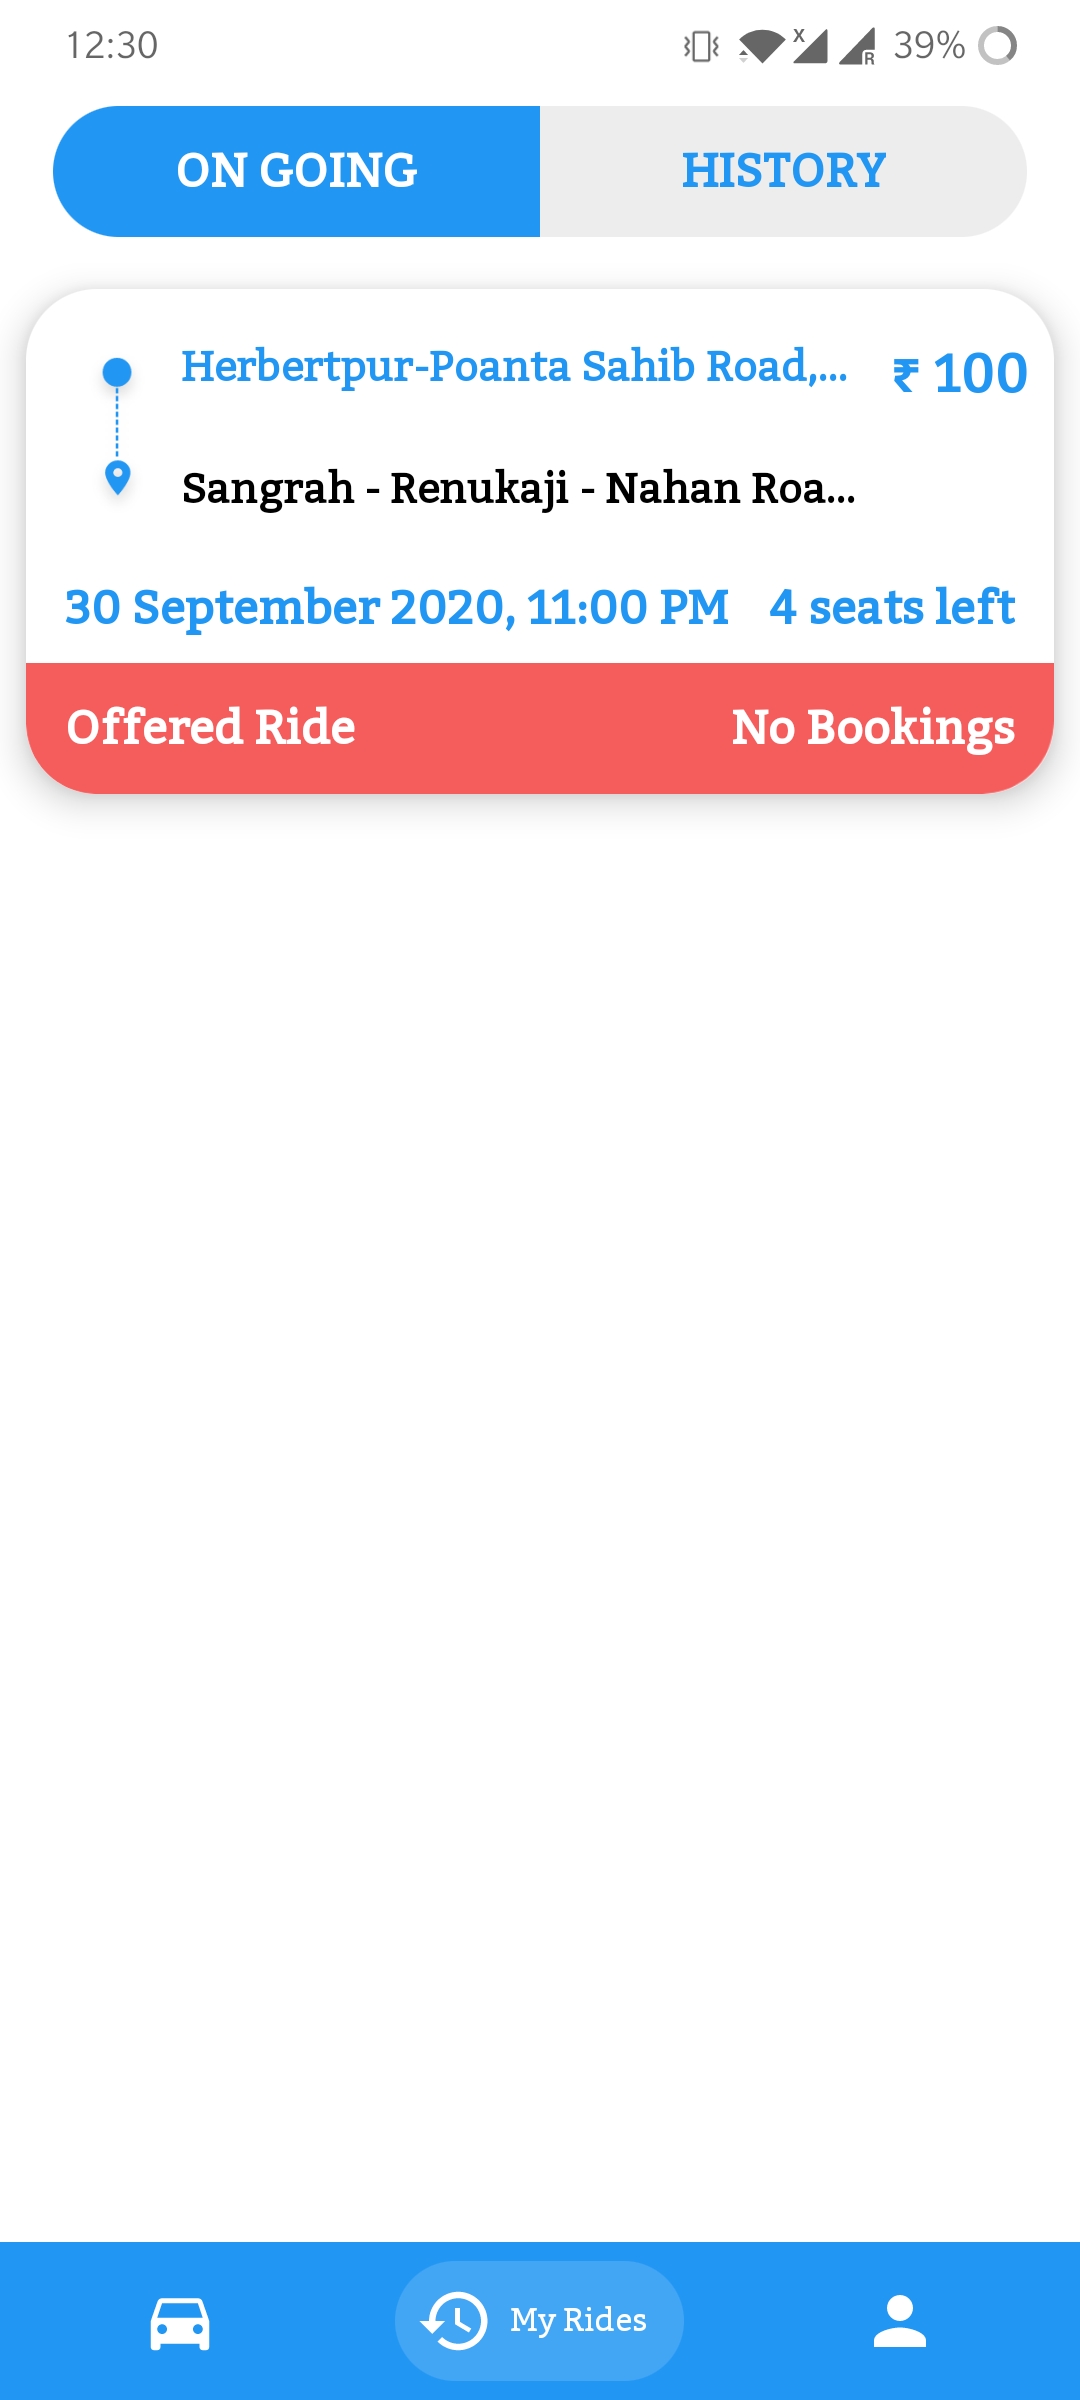 12:30
X
R
39%
ON GOING
HISTORY
Herbertpur-Poanta Sahib Road,...
₹ 100
Sangrah - Renukaji - Nahan Roa...
30 September 2020, 11:00 PM
4 seats left
Offered Ride
No Bookings
My Rides